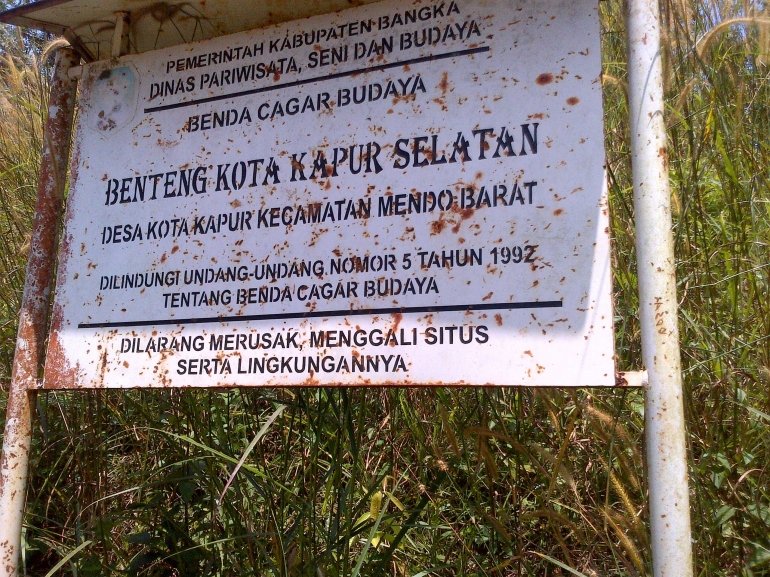 PEMERINTAH KABUPATEN BANGKA
DINAS PARIWISATA, SENI DAN BUDAYA
BENDA CAGAR BUDAYA
BENTENG KOTA KAPUR SELATAN
DESA KOTA KAPUR KECAMATAN MENDO BARAT
DILINDUNGI UNDANG-UNDANG NOMOR 5 TAHUN 1992
TENTANG BENDA CAGAR BUDAYA
DILARANG MERUSAK, MENGGALI SITUS
SERTA LINGKUNGANNYA